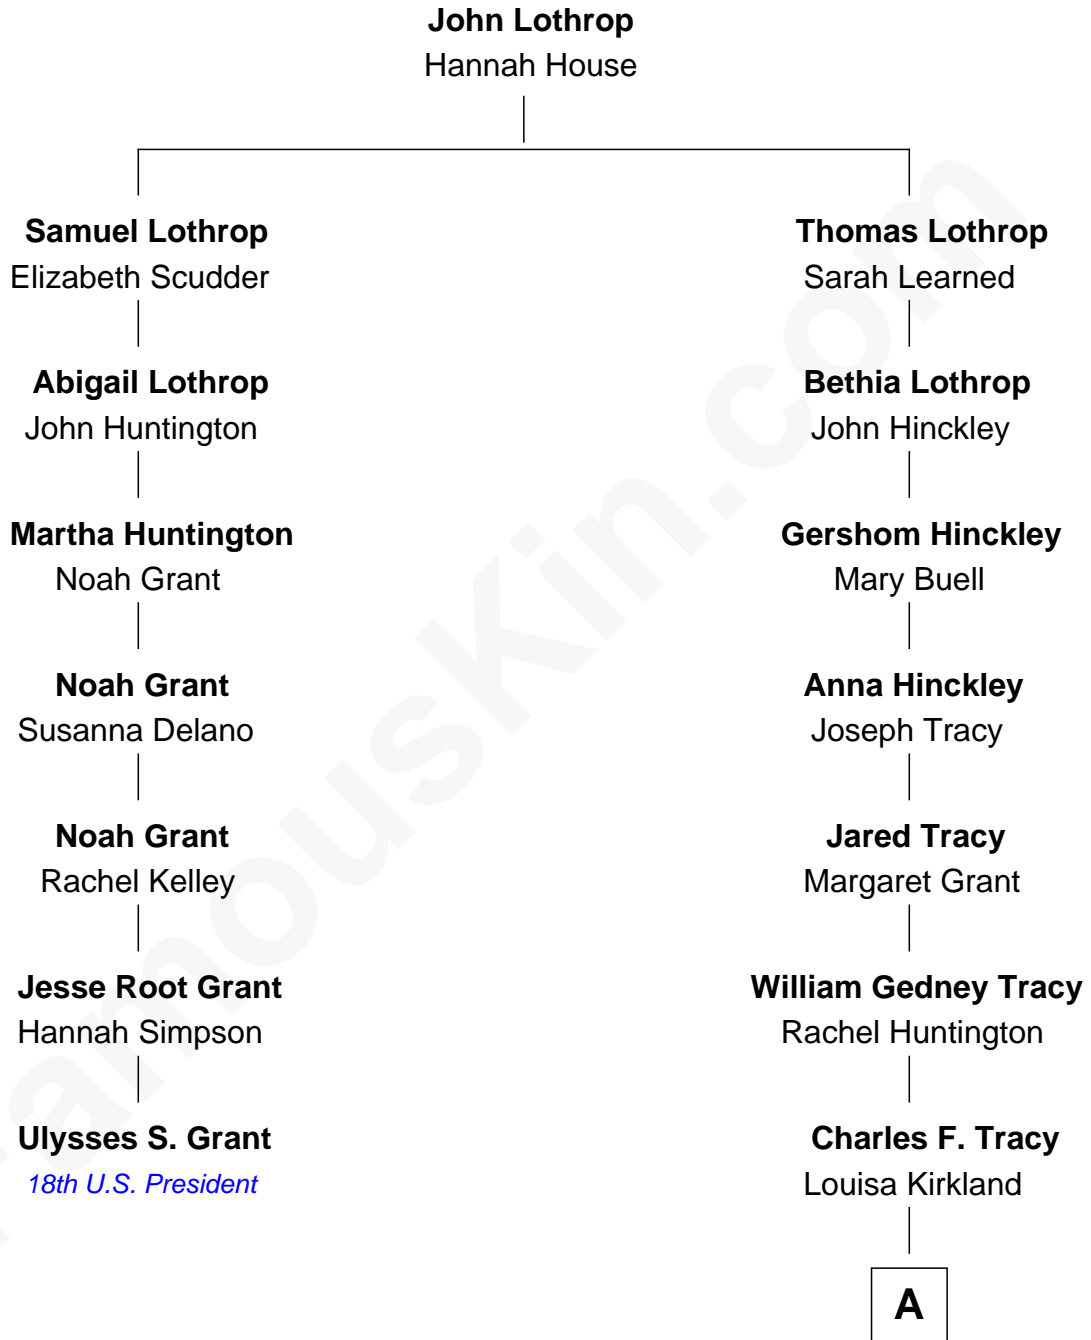 John Lothrop
Hannah House
Samuel Lothrop
Elizabeth Scudder
Thomas Lothrop
Sarah Learned
Abigail Lothrop
John Huntington
Bethia Lothrop
John Hinckley
Martha Huntington
Noah Grant
Gershom Hinckley
Mary Buell
Noah Grant
Susanna Delano
Anna Hinckley
Joseph Tracy
Noah Grant
Rachel Kelley
Jared Tracy
Margaret Grant
Jesse Root Grant
Hannah Simpson
William Gedney Tracy
Rachel Huntington
Ulysses S. Grant
18th U.S. President
Charles F. Tracy
Louisa Kirkland
A
FamousKin.com